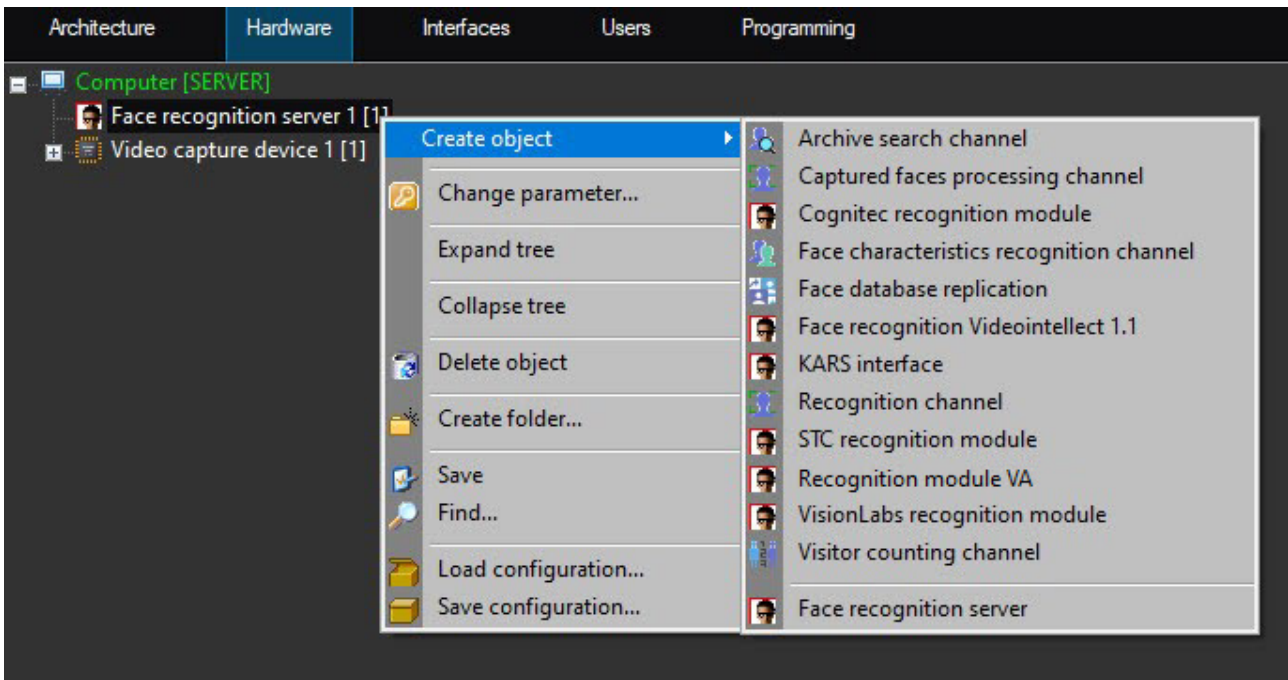 Architecture Hardware Interfaces Users Programming
Computer [SERVER]
Face recognition server 1 [1]
Video capture device 1 [1]
Create object
Change parameter...
Expand tree
Collapse tree
Delete object
Create folder...
Save
Find...
Load configuration...
Save configuration...
Archive search channel
Captured faces processing channel
Cognitec recognition module
Face characteristics recognition channel
Face database replication
Face recognition Videointellect 1.1
KARS interface
Recognition channel
STC recognition module
Recognition module VA
VisionLabs recognition module
Visitor counting channel
Face recognition server